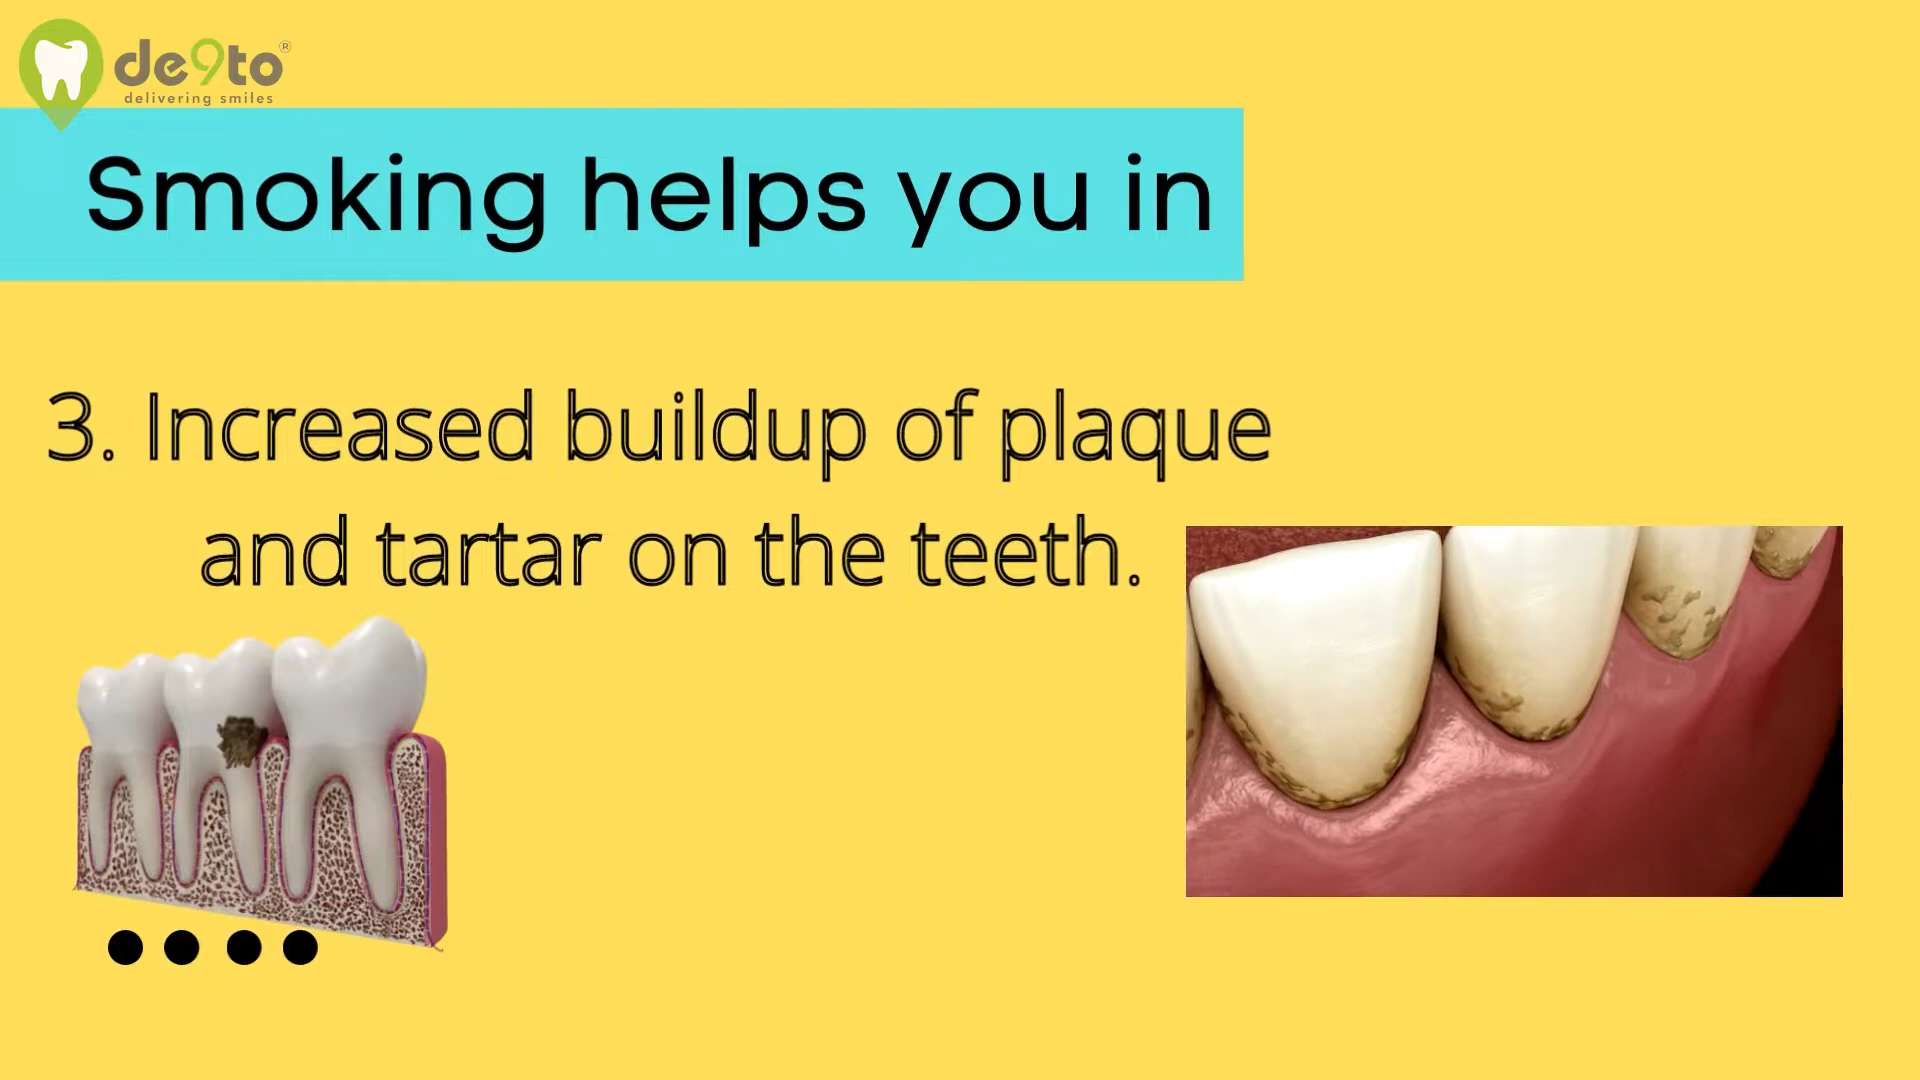 de9to®
delivering smiles
Smoking helps you in
3. Increased buildup of plaque
and tartar on the teeth.